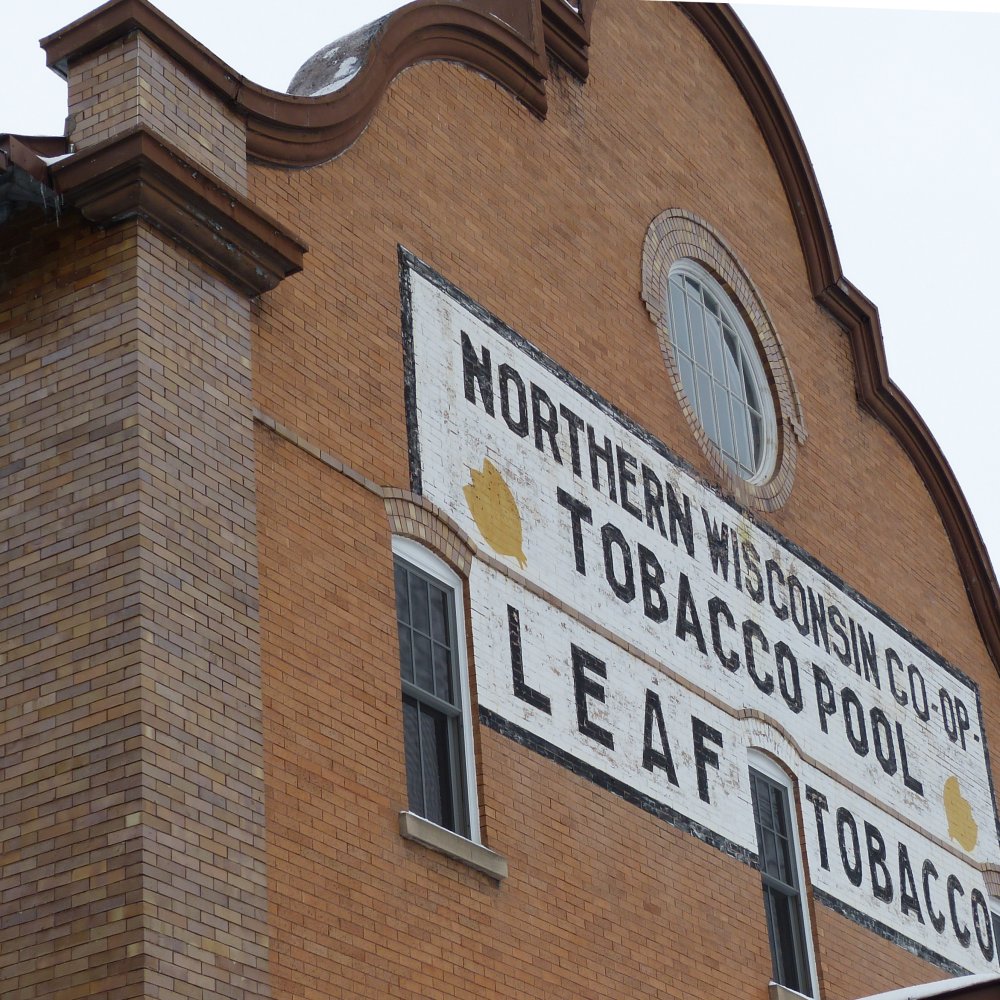 NORTHERN WISCONSIN CO-OP-
TOBACCO POOL
LEAF TOBACCO